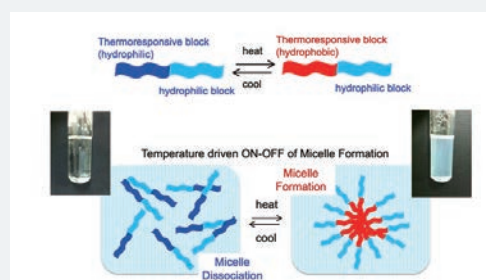 Thermoresponsive block
(hydrophilic)
heat
cool
Thermoresponsive block
(hydrophobic)
hydrophilic block
hydrophilic block
Temperature driven ON-OFF of Micelle Formation
Micelle
Formation
heat
cool
Micelle
Dissociation